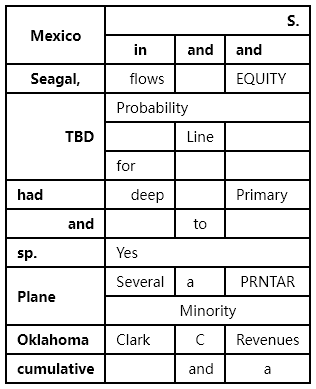 Mexico S.
in and and
Seagal, flows EQUITY
TBD Probability
Line
for
had deep Primary
and to
sp. Yes
Plane Several a PRNTAR
Minority
Oklahoma Clark C Revenues
cumulative and a